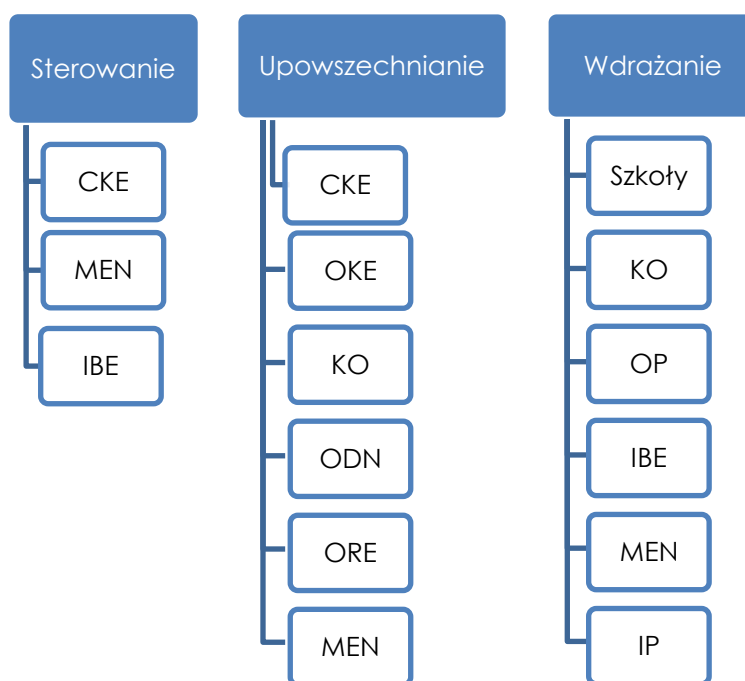 Sterowanie
CKE
MEN
IBE
Upowszechnianie
CKE
OKE
KO
ODN
ORE
MEN
Wdrażanie
Szkoły
KO
OP
IBE
MEN
IP